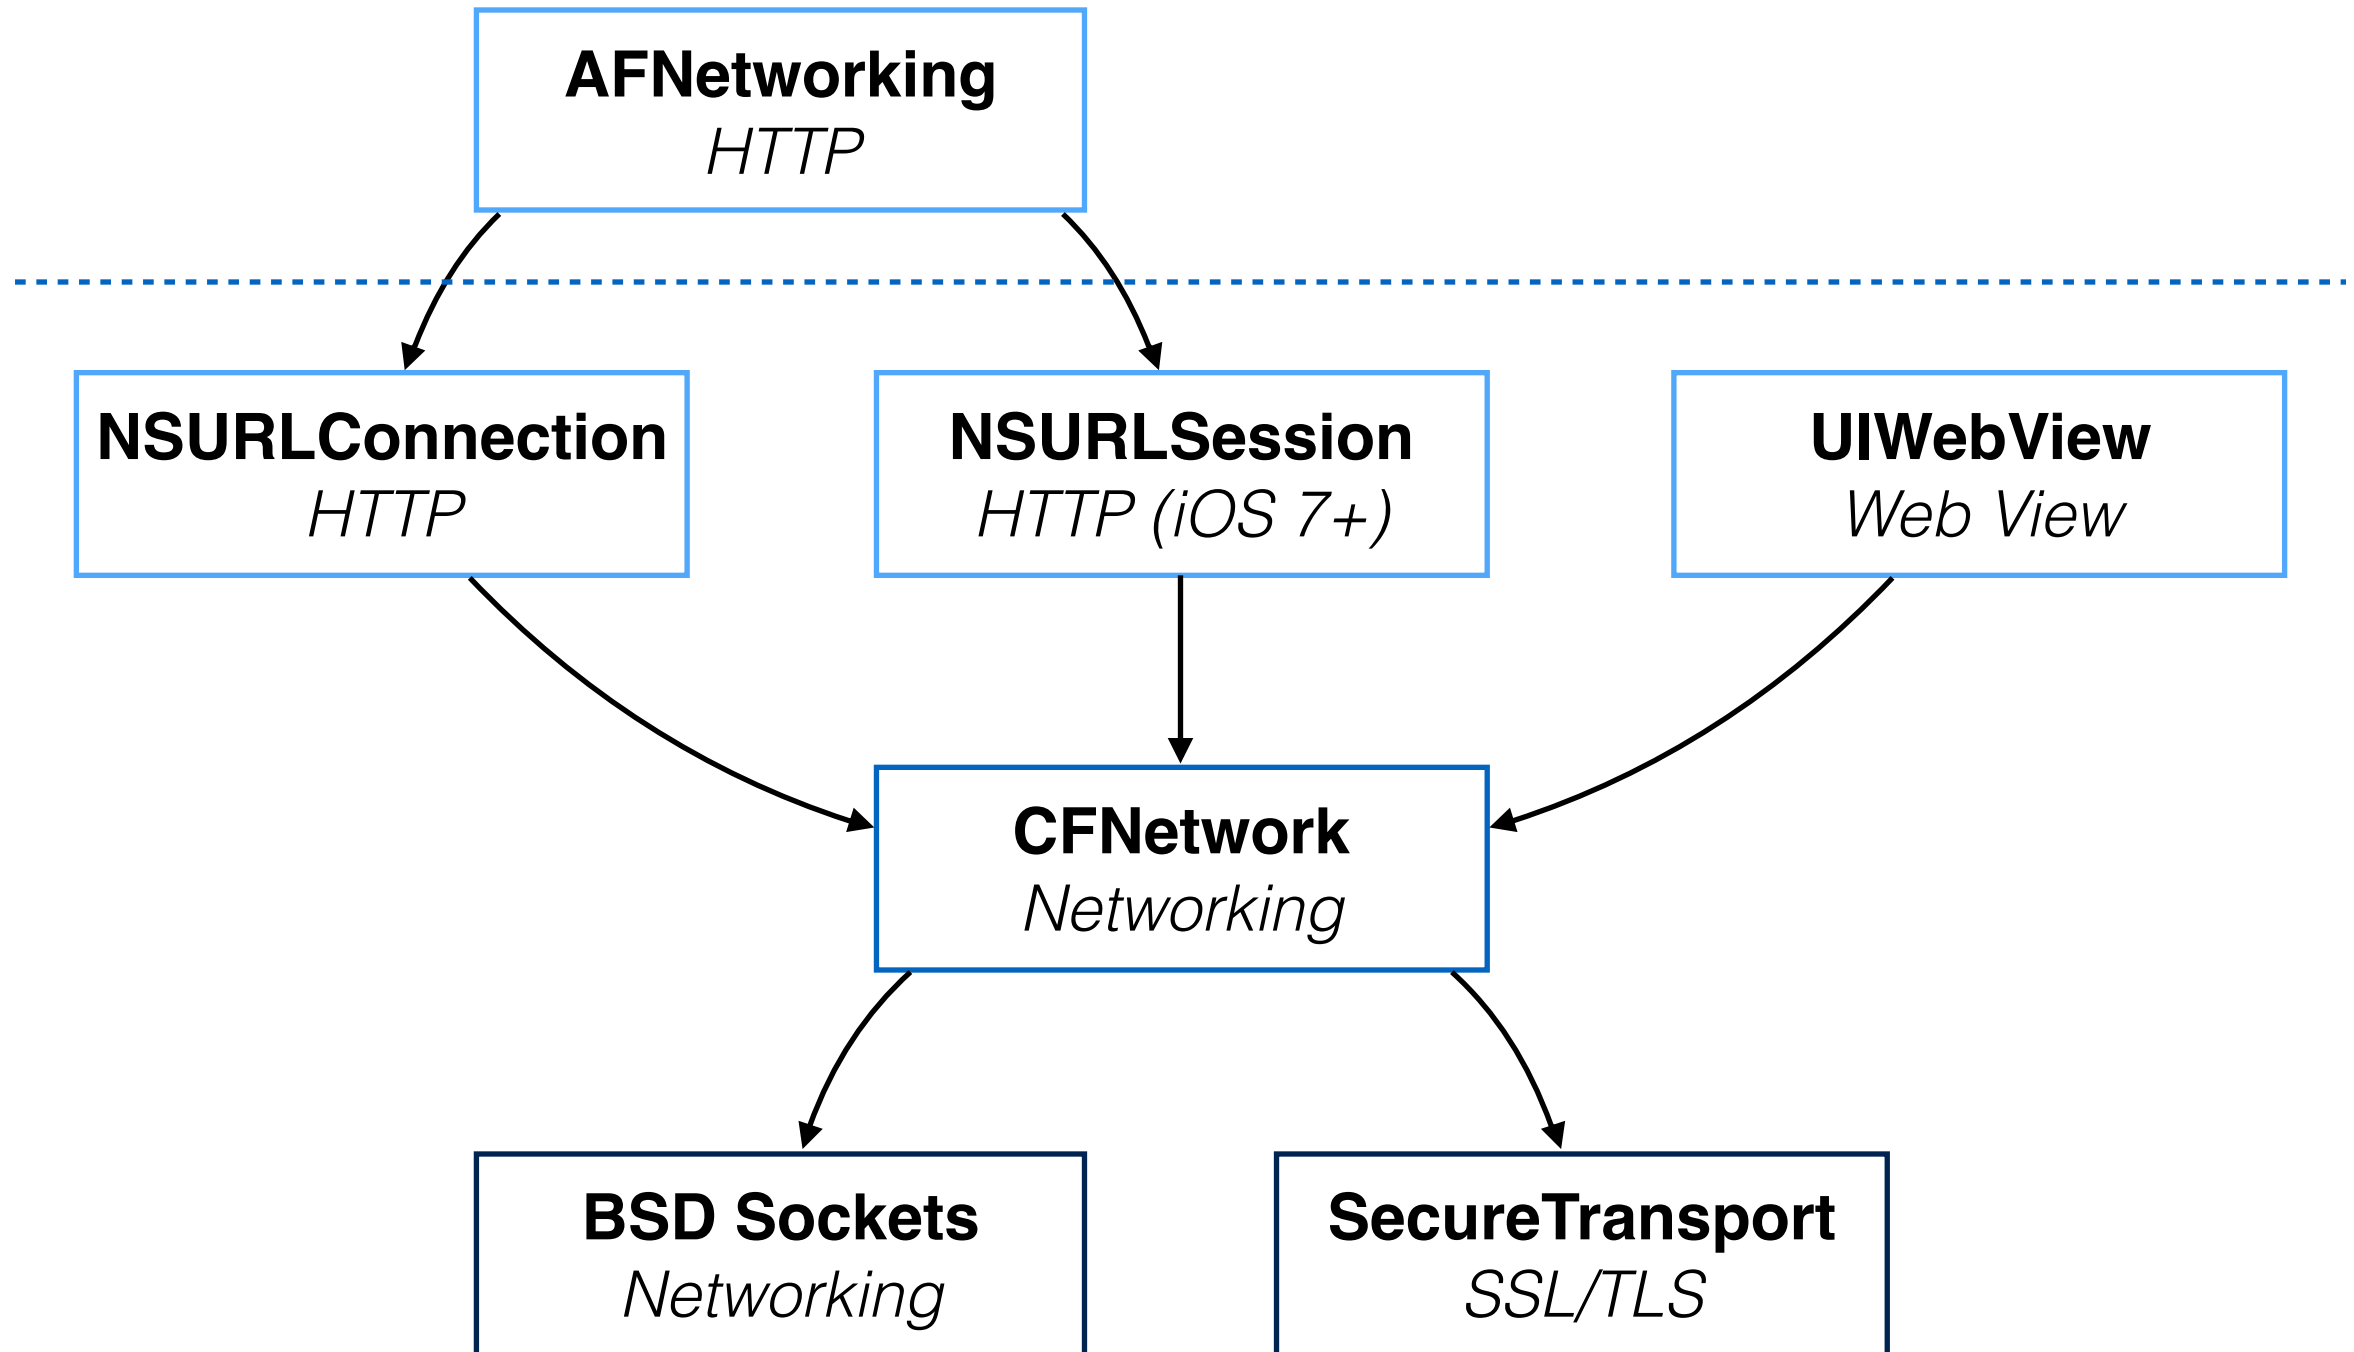 AFNetworking
HTTP
NSURLConnection
HTTP
NSURLSession
HTTP (iOS 7+)
UIWebView
Web View
CFNetwork
Networking
BSD Sockets
Networking
SecureTransport
SSL/TLS